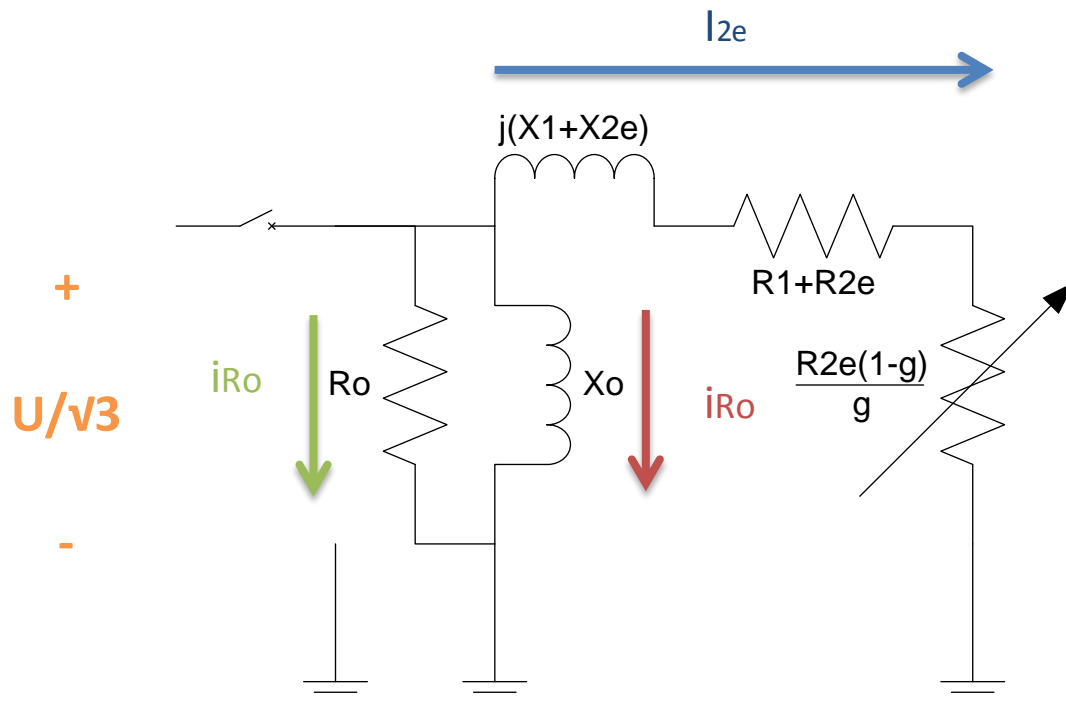 I2e
j(X1+X2e)
+
R1+R2e
iRo
Ro
Xo
iRo
R2e(1-g)
g
U/√3
-